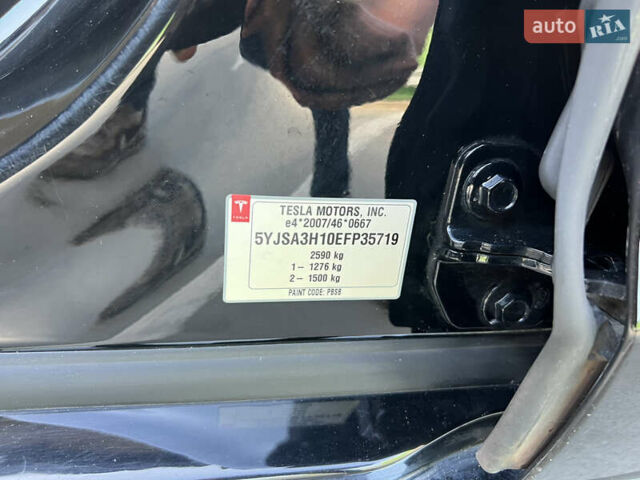 auto RIA
.com
TESLA
TESLA MOTORS, INC.
e4*2007/46*0667
5YJSA3H10EFP35719
2590 kg
1- 1276 kg
2- 1500 kg
PAINT CODE: PBSB